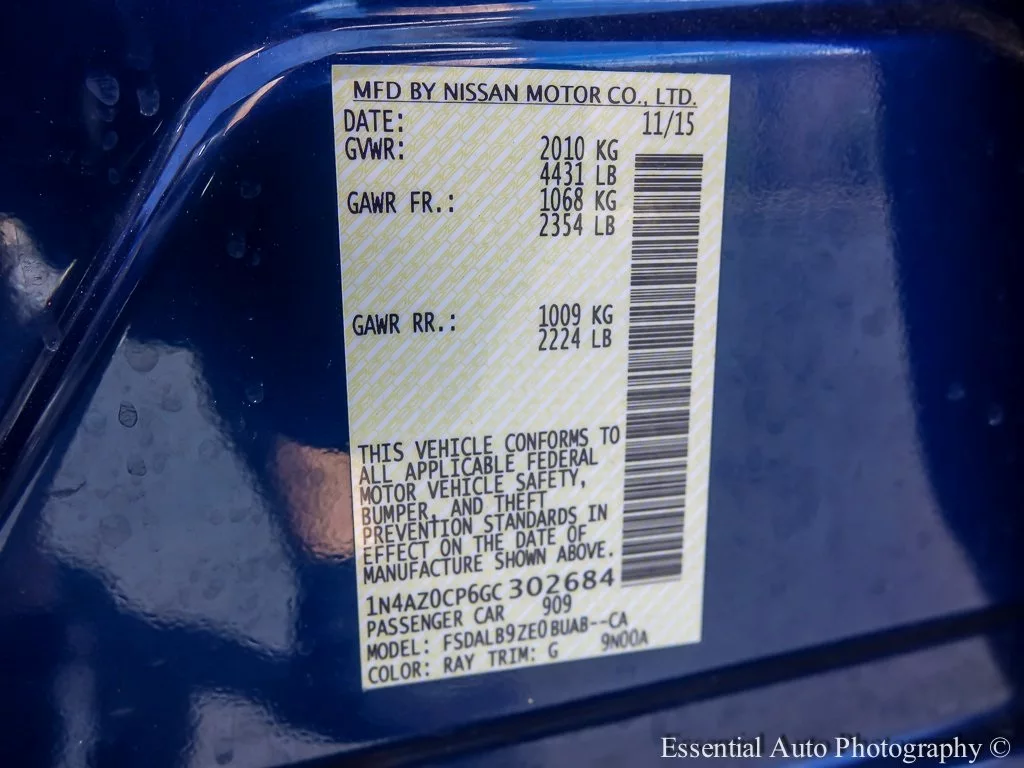 MFD BY NISSAN MOTOR CO., LTD.
DATE: 11/15
GVWR: 2010 KG
4431 LB
GAWR FR.: 1068 KG
2354 LB
GAWR RR.: 1009 KG
2224 LB
THIS VEHICLE CONFORMS TO
ALL APPLICABLE FEDERAL
MOTOR VEHICLE SAFETY,
BUMPER, AND THEFT
PREVENTION STANDARDS IN
EFFECT ON THE DATE OF
MANUFACTURE SHOWN ABOVE.
1N4AZ0CP6GC302684
PASSENGER CAR 909
MODEL: FSDALB9ZE0BUAB--CA
COLOR: RAY TRIM: G 9N00A
Essential Auto Photography ©